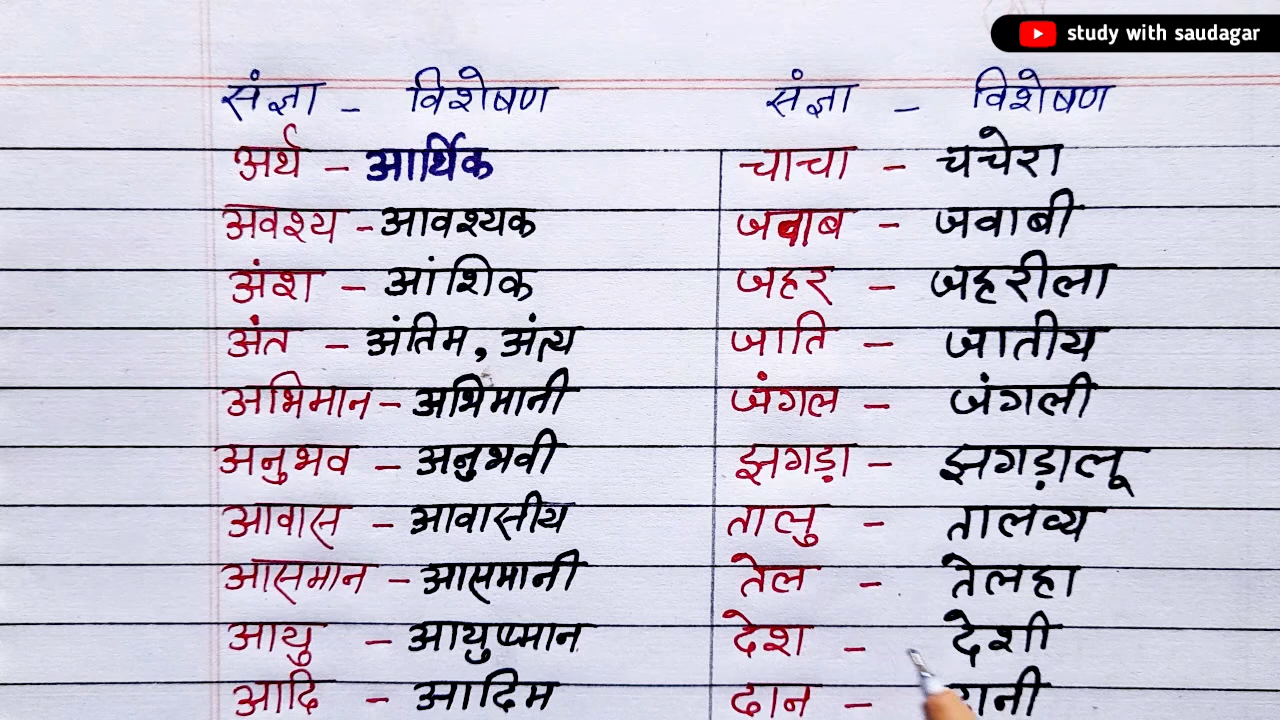 study with saudagar
संज्ञा - विशेषण
अर्थ - आर्थिक
अवश्य - आवश्यक
अंश - आंशिक
अंत - अंतिम, अंत्य
अभिमान - अभिमानी
अनुभव - अनुभवी
आवास - आवासीय
आसमान - आसमानी
आयु - आयुष्मान
आदि - आदिम
संज्ञा - विशेषण
चाचा - चचेरा
जवाब - जवाबी
जहर - जहरीला
जाति - जातीय
जंगल - जंगली
झगड़ा - झगड़ालू
तालु - तालव्य
तेल - तेलहा
देश - देशी
दान -